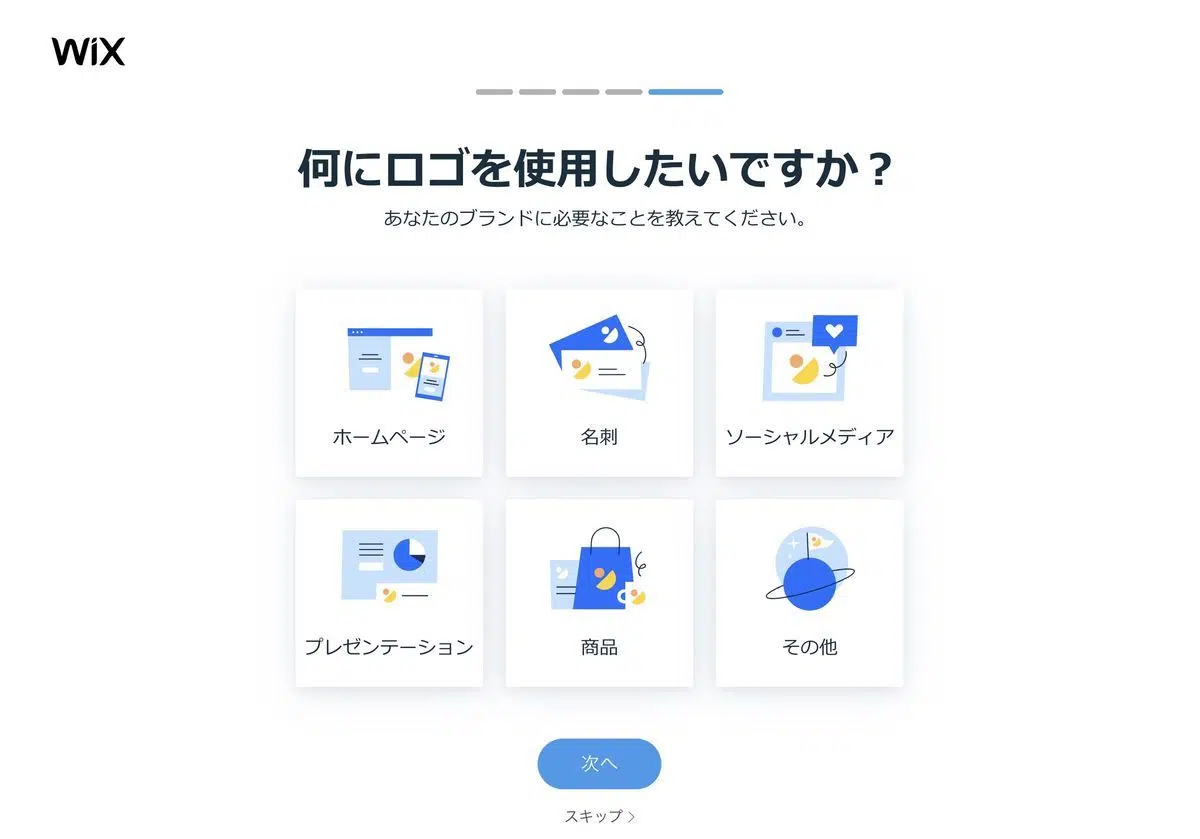 WiX
何にロゴを使用したいですか？
あなたのブランドに必要なことを教えてください。
ホームページ
名刺
ソーシャルメディア
プレゼンテーション
商品
その他
次へ
スキップ >